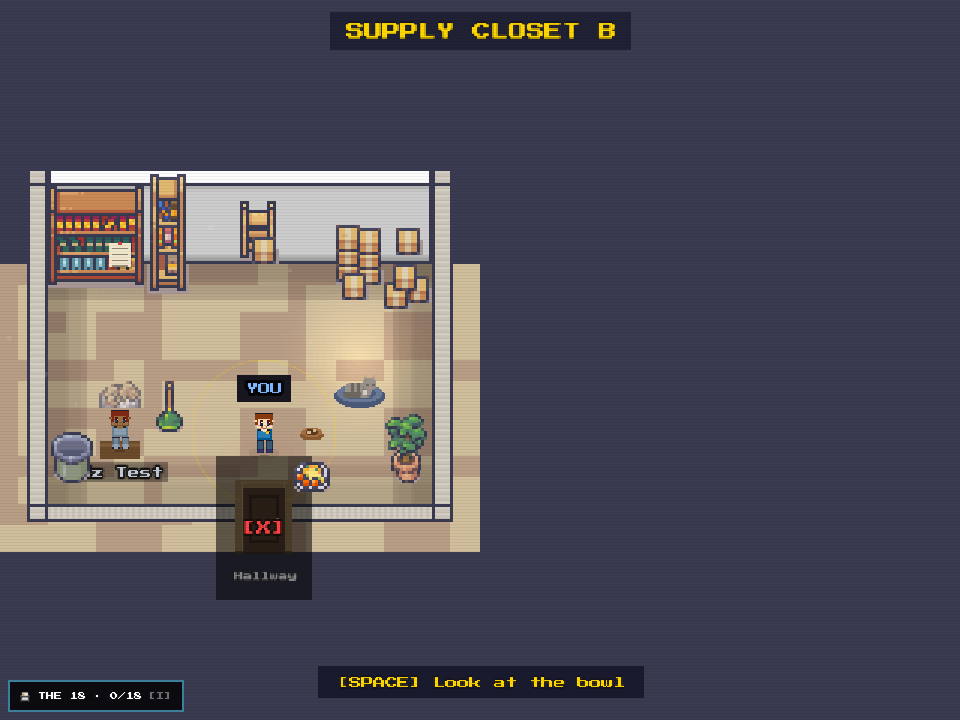 SUPPLY CLOSET B
YOU
z Test
[X]
Hallway
[SPACE] Look at the bowl
THE 18 · 0/18 [I]